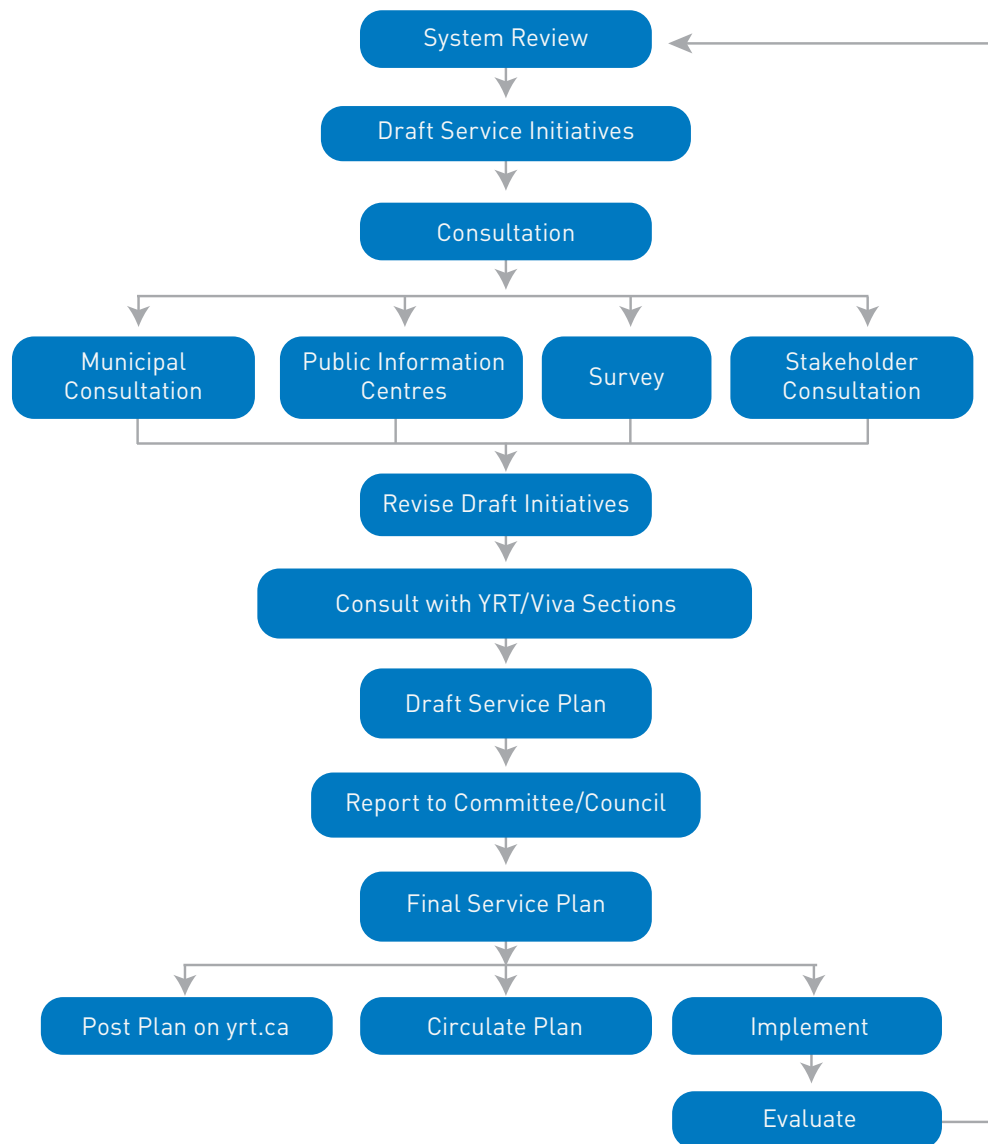 System Review
Draft Service Initiatives
Consultation
Municipal
Consultation
Public Information
Centres
Survey
Stakeholder
Consultation
Revise Draft Initiatives
Consult with YRT/Viva Sections
Draft Service Plan
Report to Committee/Council
Final Service Plan
Post Plan on yrt.ca
Circulate Plan
Implement
Evaluate